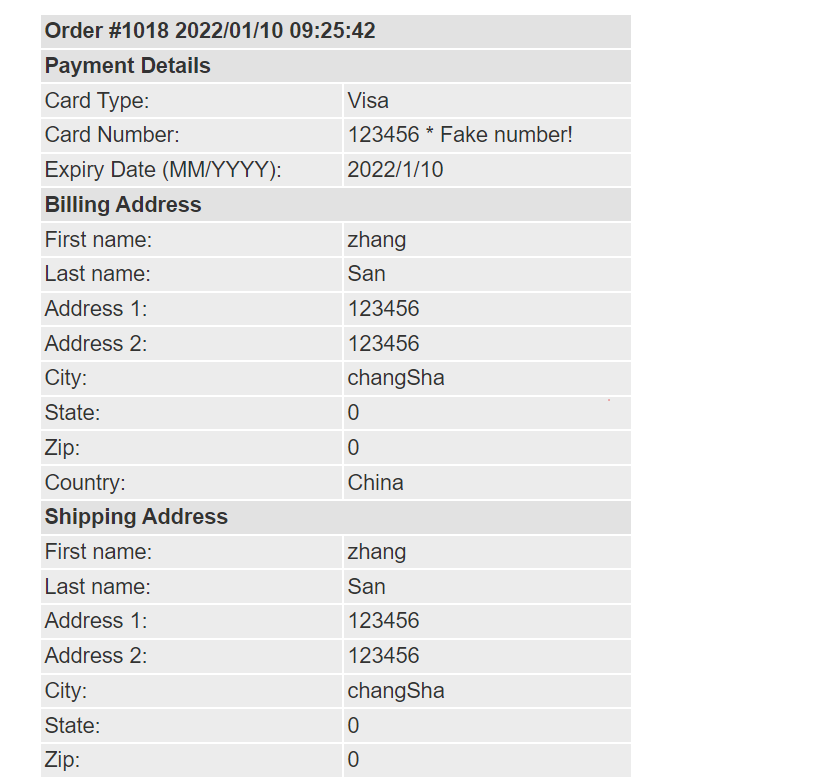 Order #1018 2022/01/10 09:25:42
Payment Details
Card Type: Visa
Card Number: 123456 * Fake number!
Expiry Date (MM/YYYY): 2022/1/10
Billing Address
First name: zhang
Last name: San
Address 1: 123456
Address 2: 123456
City: changSha
State: 0
Zip: 0
Country: China
Shipping Address
First name: zhang
Last name: San
Address 1: 123456
Address 2: 123456
City: changSha
State: 0
Zip: 0